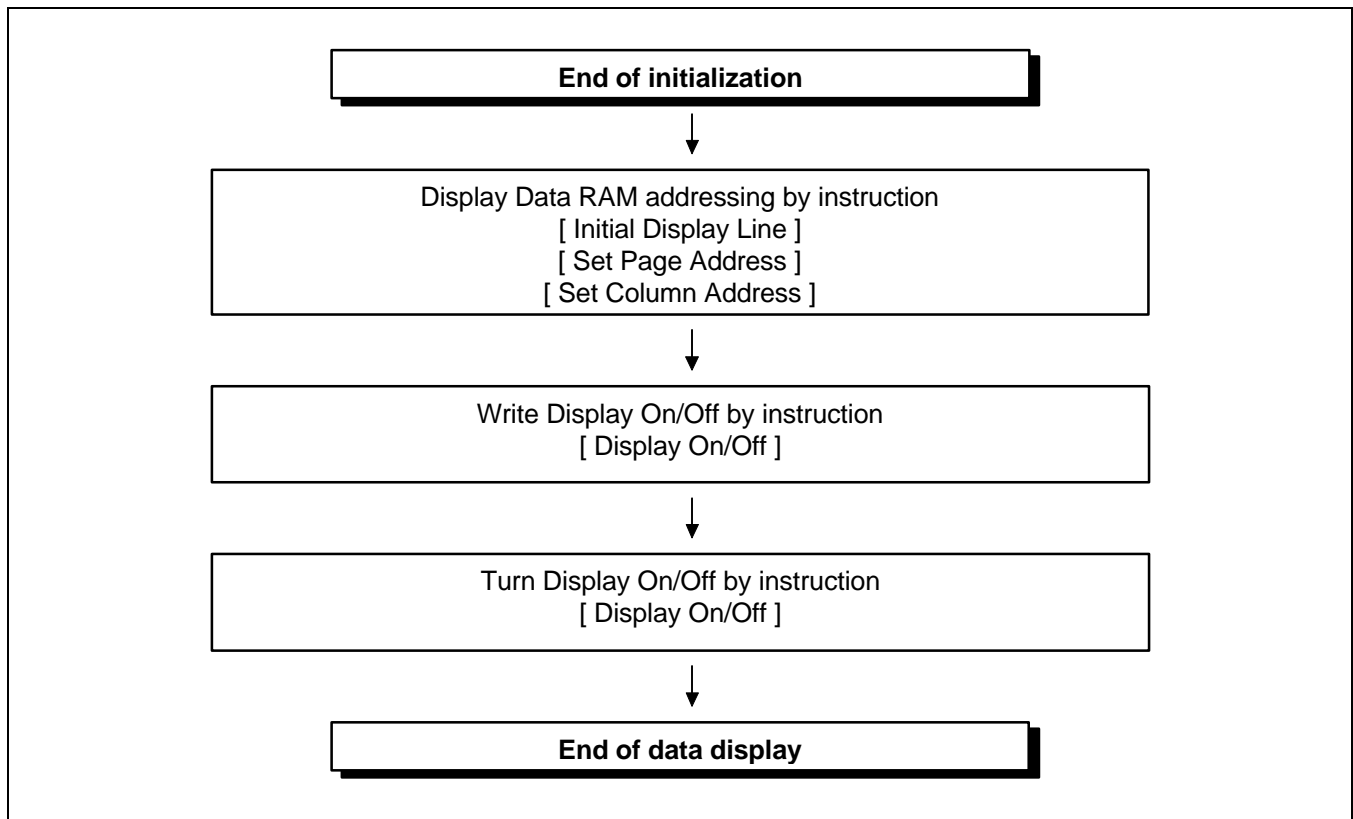 End of initialization
Display Data RAM addressing by instruction
[ Initial Display Line ]
[ Set Page Address ]
[ Set Column Address ]
Write Display On/Off by instruction
[ Display On/Off ]
Turn Display On/Off by instruction
[ Display On/Off ]
End of data display